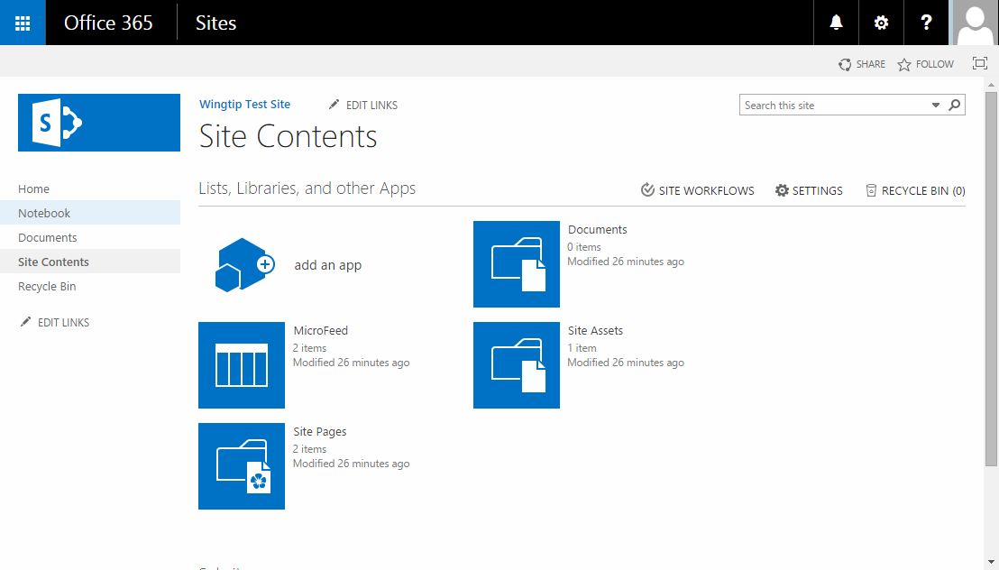 Office 365
Sites
?
SHARE
FOLLOW
S
Wingtip Test Site
EDIT LINKS
Search this site
Site Contents
Home
Notebook
Documents
Site Contents
Recycle Bin
EDIT LINKS
Lists, Libraries, and other Apps
SITE WORKFLOWS
SETTINGS
RECYCLE BIN (0)
add an app
Documents
0 items
Modified 26 minutes ago
MicroFeed
2 items
Modified 26 minutes ago
Site Assets
1 item
Modified 26 minutes ago
Site Pages
2 items
Modified 26 minutes ago